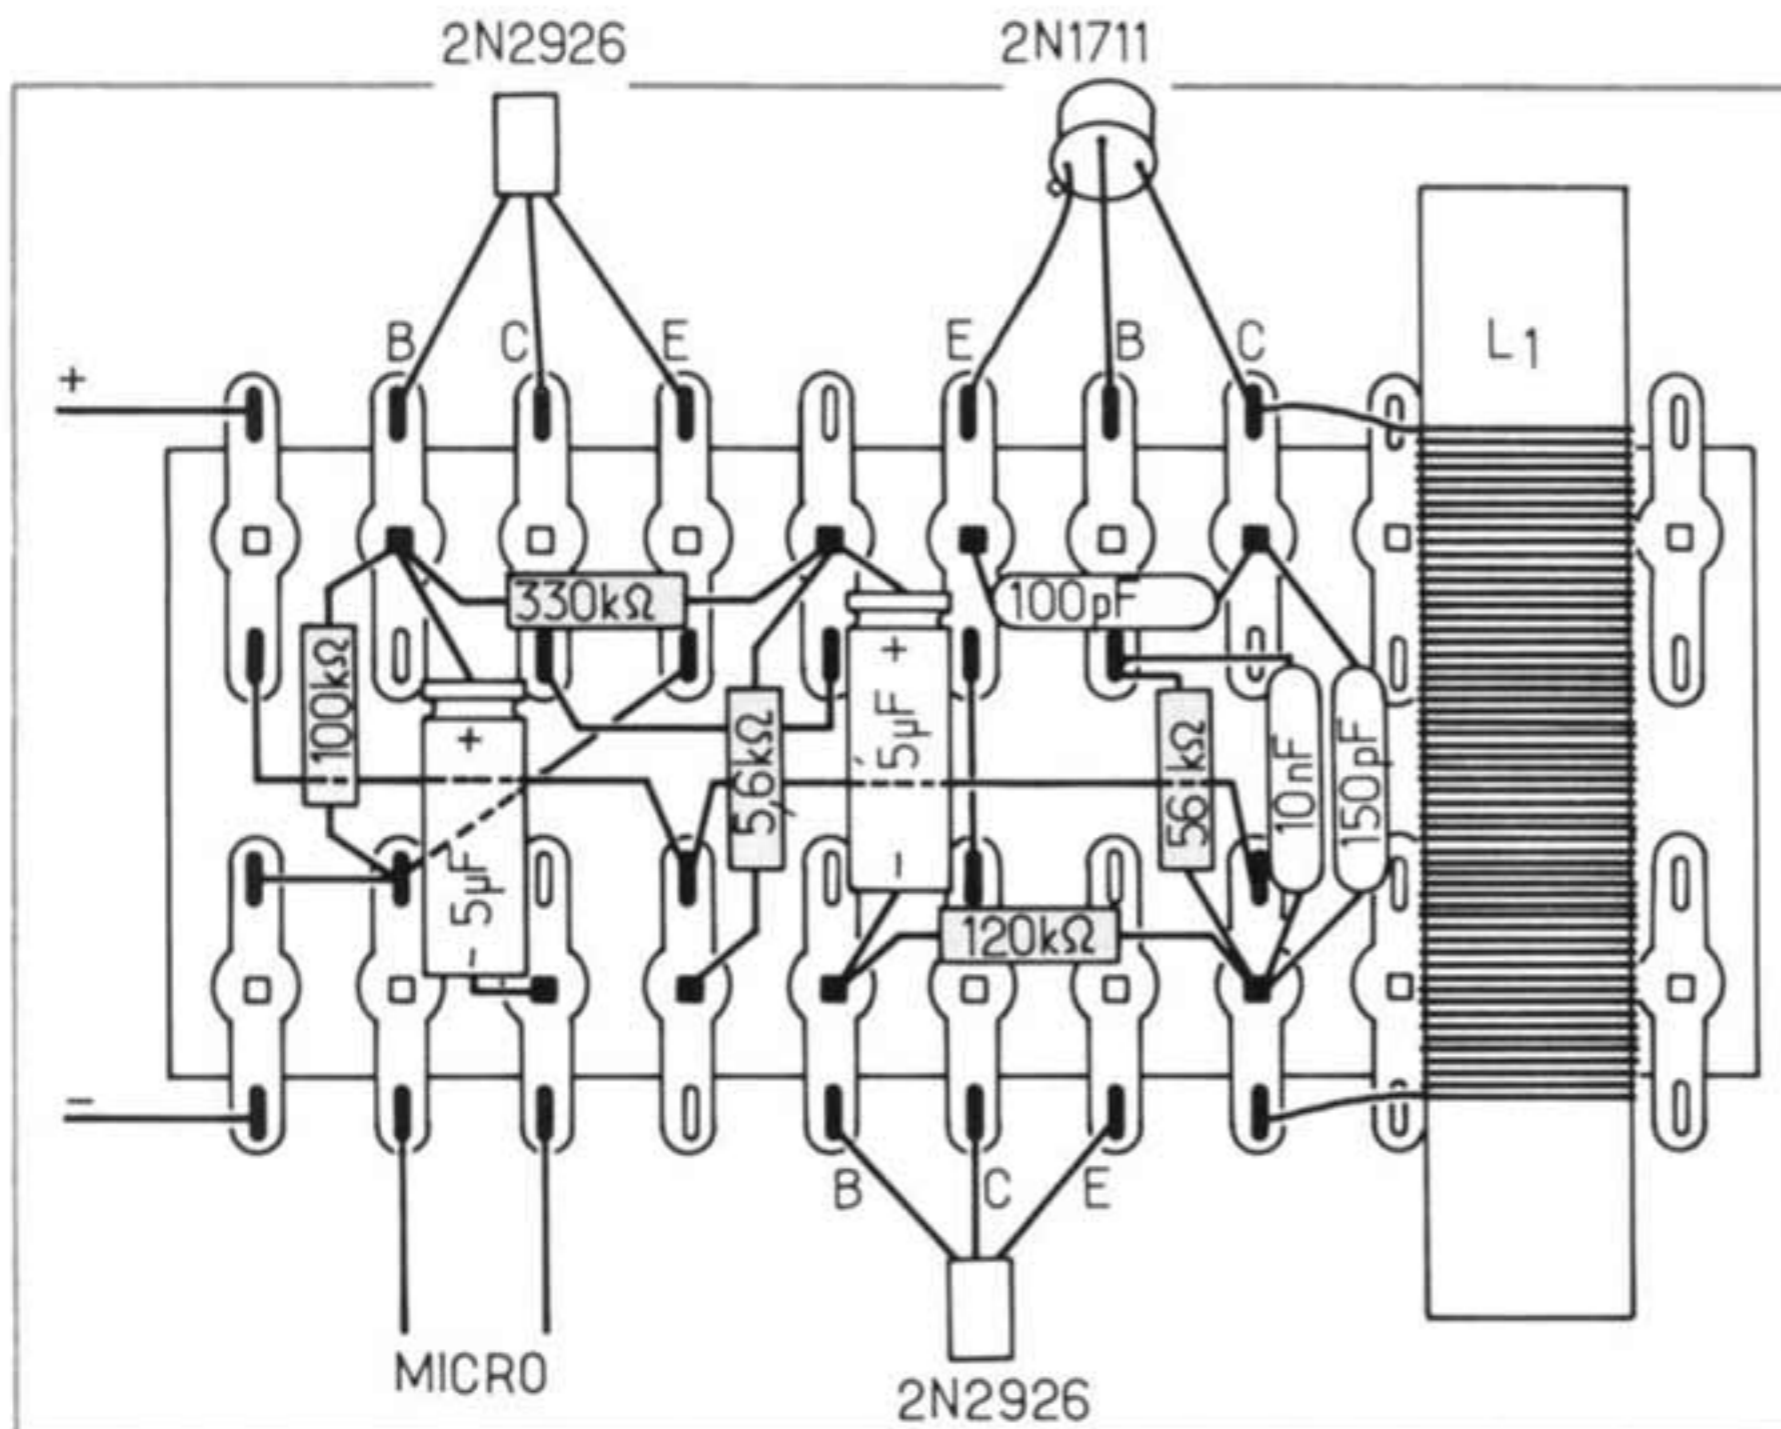 2N2926
2N1711
B
C
E
E
B
C
L1
+
330kΩ
100pF
100kΩ
+
5µF
-
5,6kΩ
+
5µF
-
56kΩ
10nF
150pF
120kΩ
-
B
C
E
MICRO
2N2926